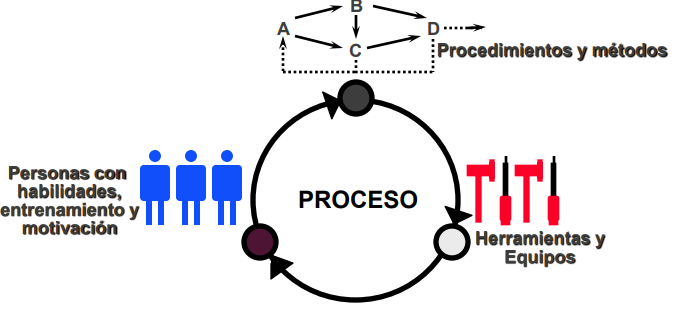 B
A
D
C
Procedimientos y métodos
Personas con
habilidades,
entrenamiento y
motivación
PROCESO
Herramientas y
Equipos